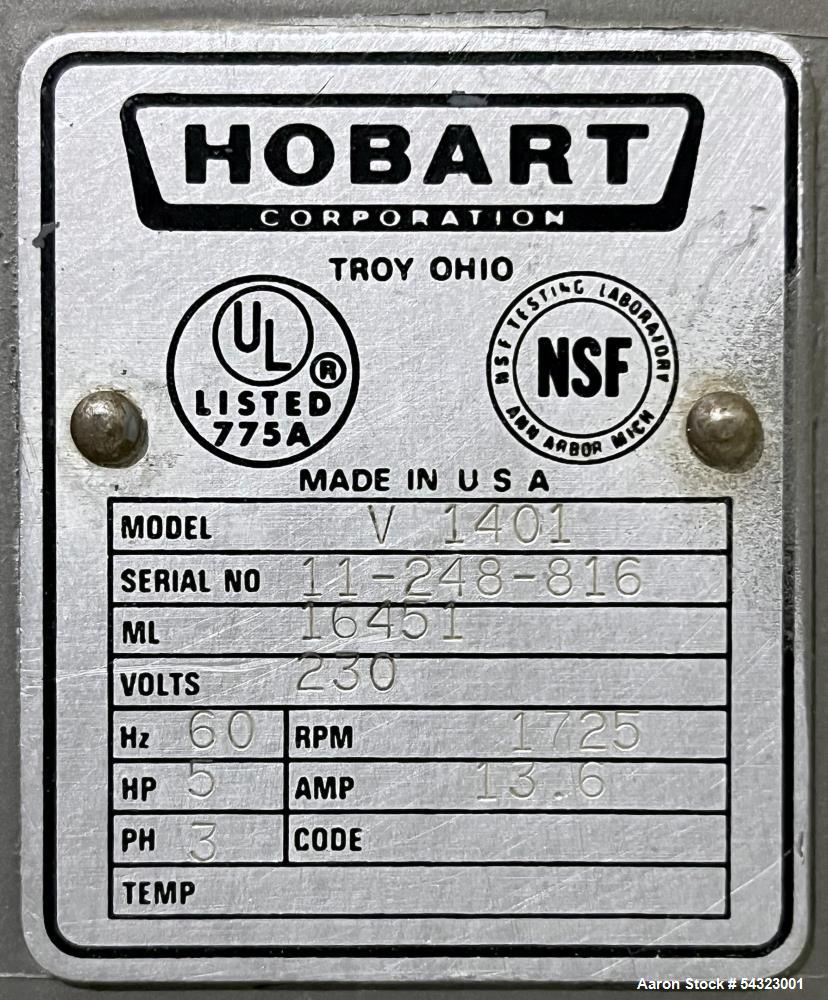 HOBART
CORPORATION
TROY OHIO
UL
®
LISTED
775A
NSF TESTING LABORATORY
NSF
ANN ARBOR MICH
MADE IN U S A
MODEL V 1401
SERIAL NO 11-248-816
ML 16451
VOLTS 230
Hz 60 RPM 1725
HP 5 AMP 13.6
PH 3 CODE
TEMP
Aaron Stock # 54323001